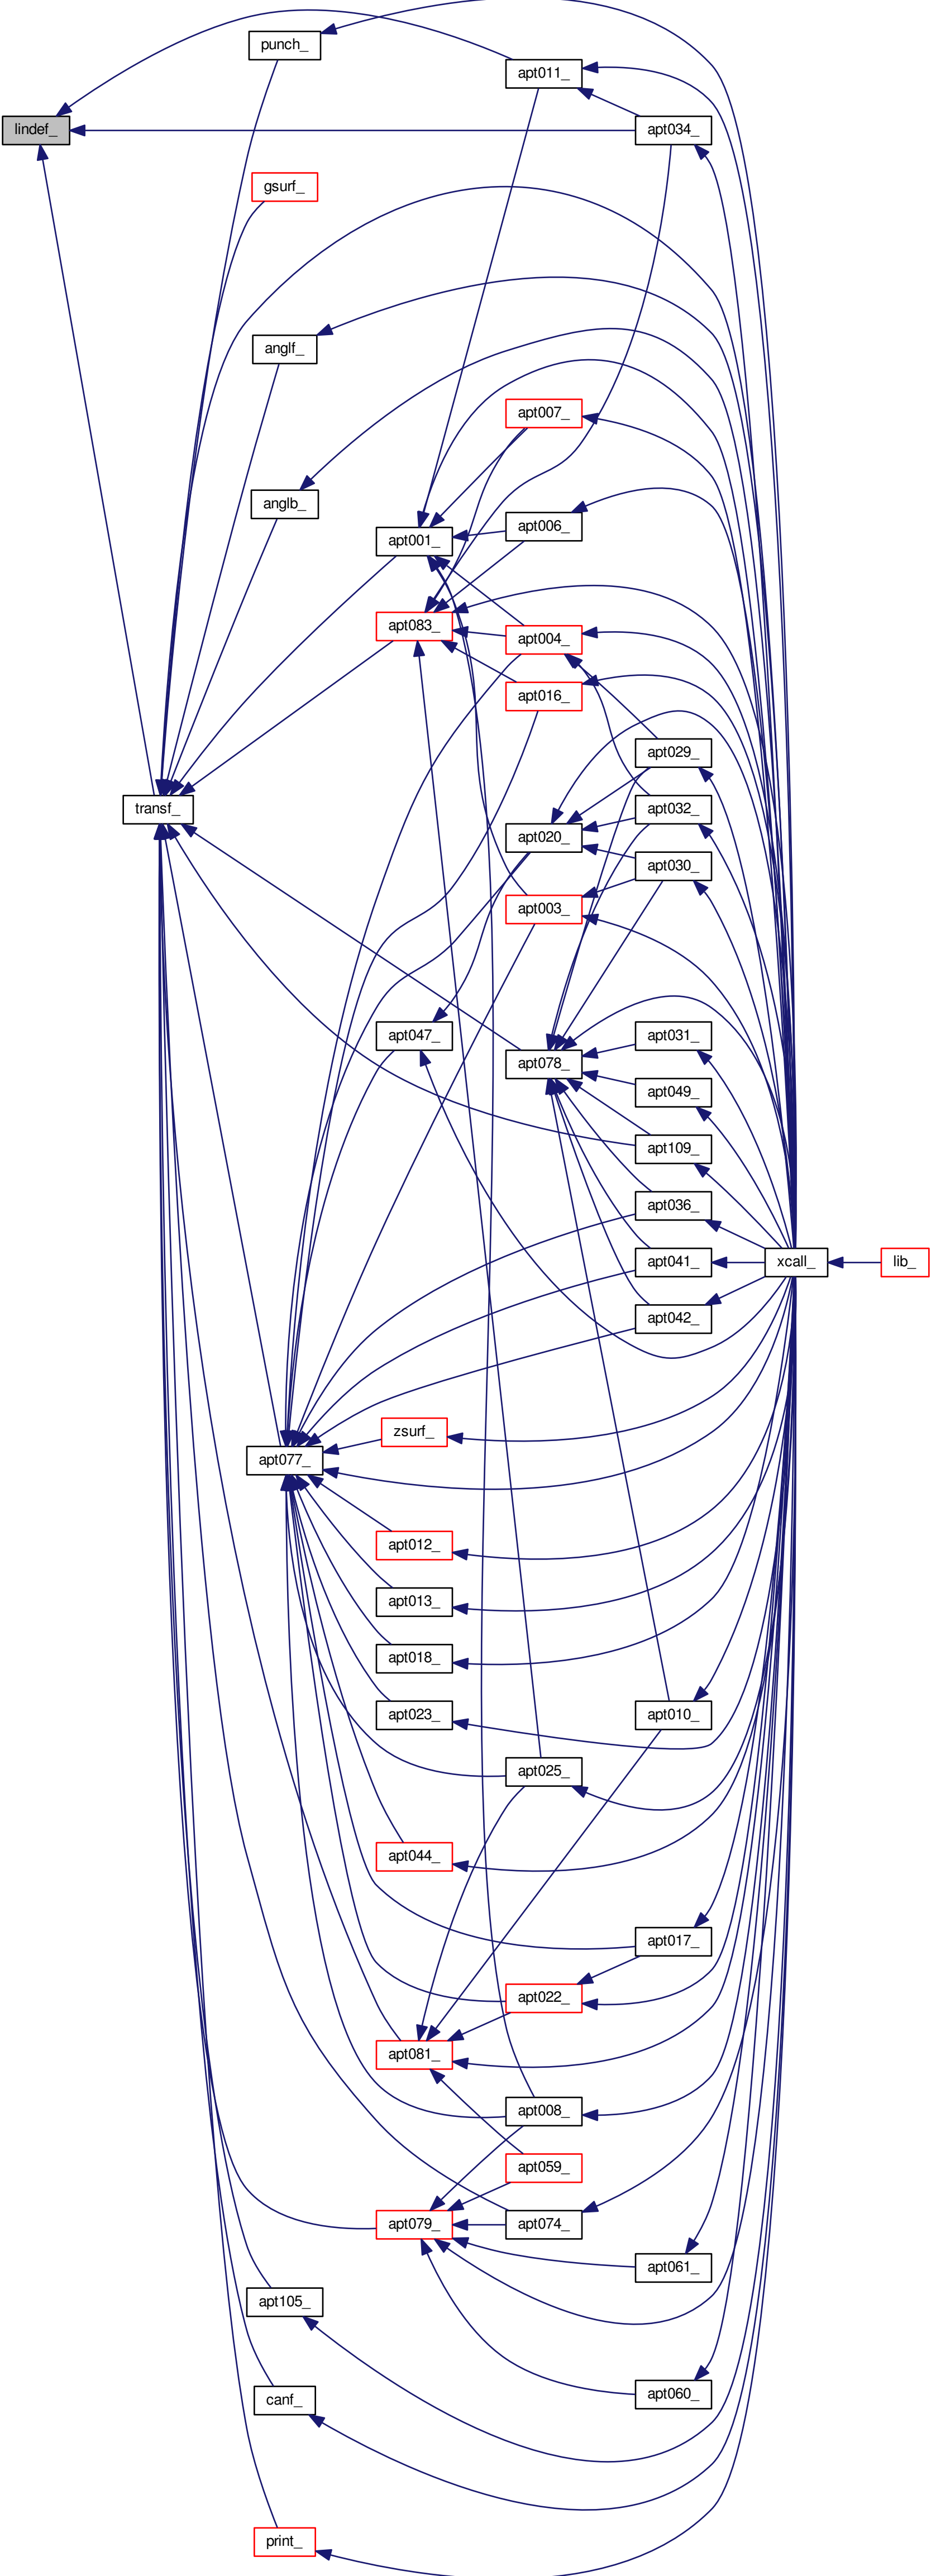 punch_
apt011_
lindef_
apt034_
gsurf_
anglf_
apt007_
anglb_
apt006_
apt001_
apt083_
apt004_
apt016_
apt029_
transf_
apt032_
apt020_
apt030_
apt003_
apt047_
apt031_
apt078_
apt049_
apt109_
apt036_
xcall_
lib_
apt041_
apt042_
zsurf_
apt077_
apt012_
apt013_
apt018_
apt023_
apt010_
apt025_
apt044_
apt017_
apt022_
apt081_
apt008_
apt059_
apt079_
apt074_
apt061_
apt105_
apt060_
canf_
print_